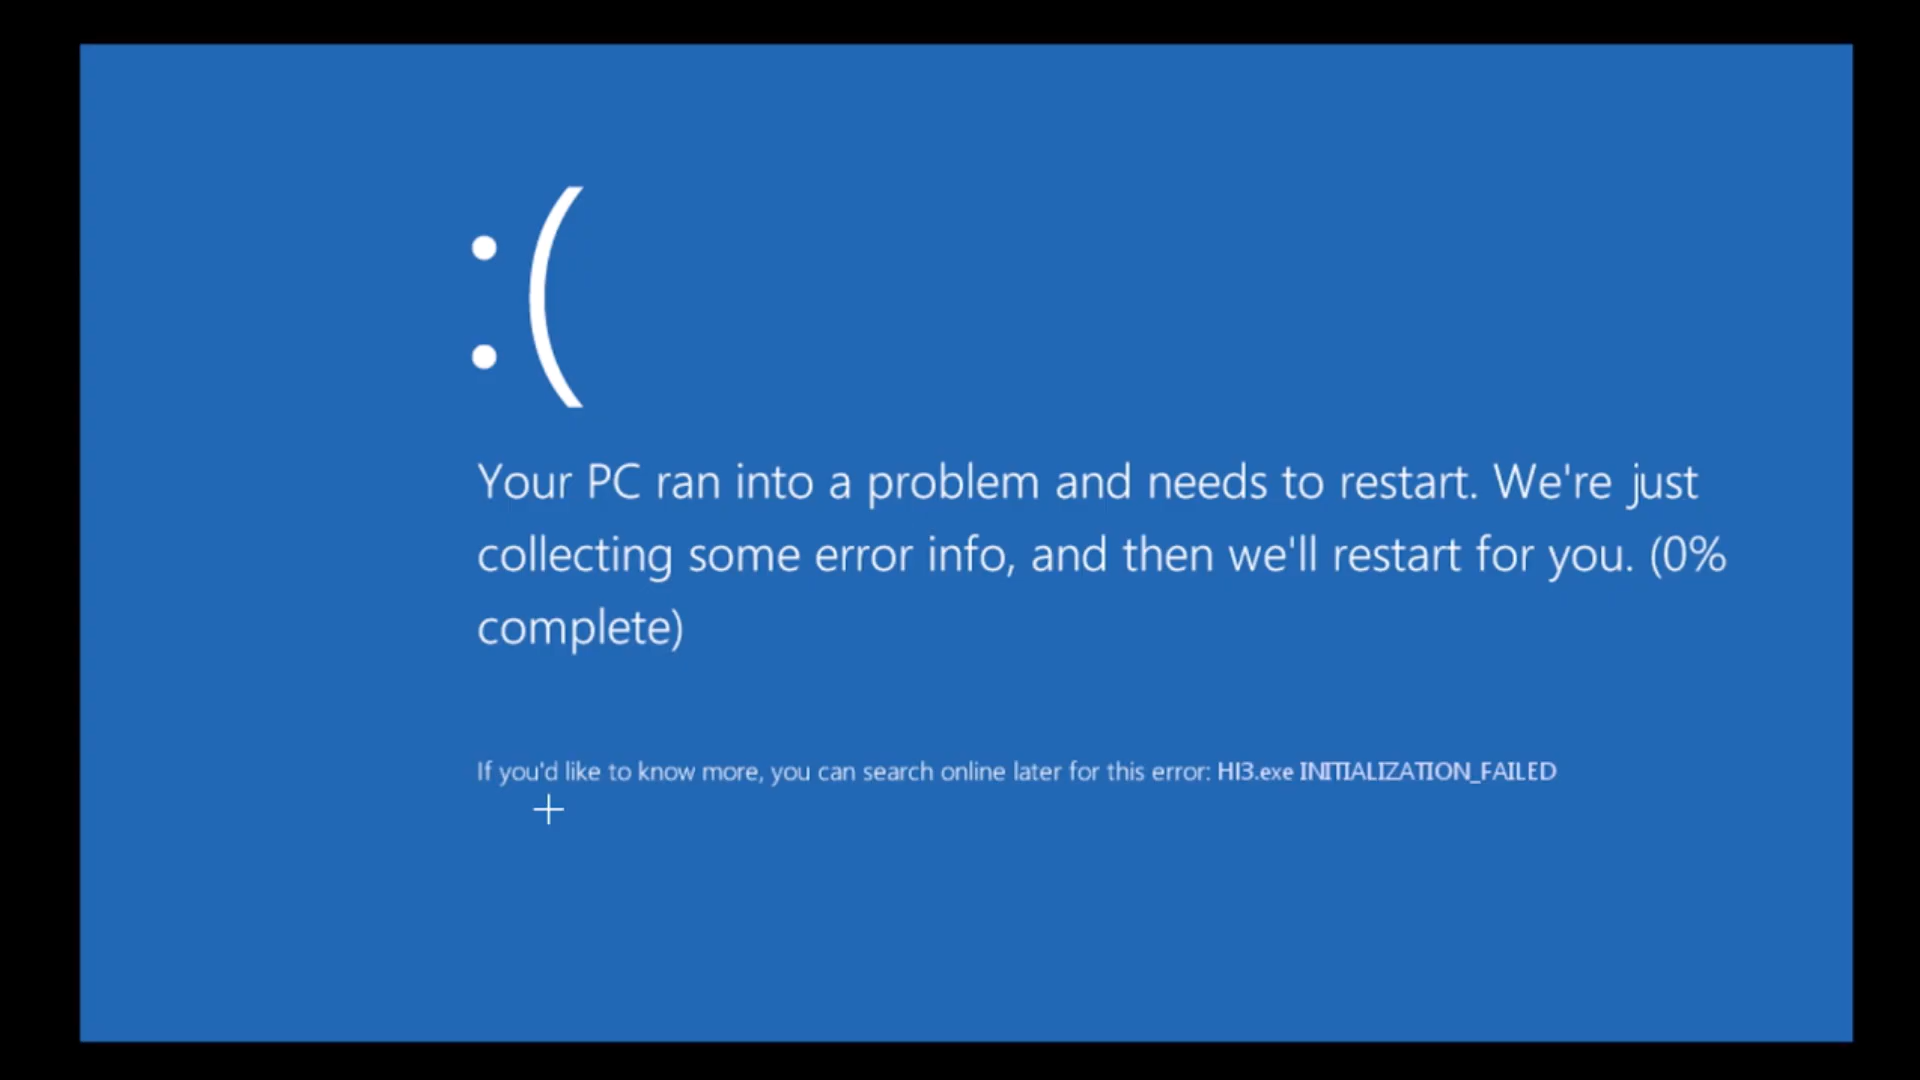 :(
Your PC ran into a problem and needs to restart. We're just
collecting some error info, and then we'll restart for you. (0%
complete)
If you'd like to know more, you can search online later for this error: HI3.exe INITIALIZATION_FAILED